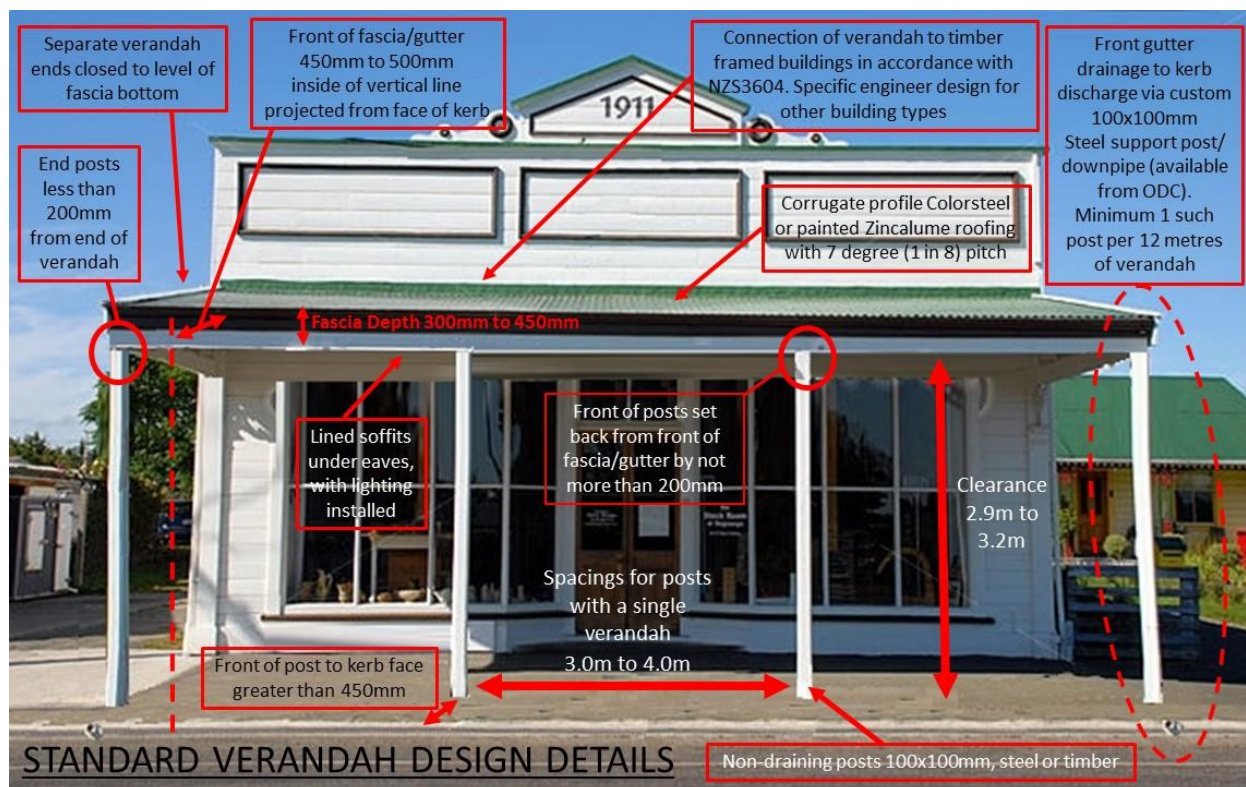 Separate verandah
ends closed to level of
fascia bottom
Front of fascia/gutter
450mm to 500mm
inside of vertical line
projected from face of kerb
Connection of verandah to timber
framed buildings in accordance with
NZS3604. Specific engineer design for
other building types
Front gutter
drainage to kerb
discharge via custom
100x100mm
Steel support post/
downpipe (available
from ODC).
Minimum 1 such
post per 12 metres
of verandah
1911
End posts
less than
200mm
from end of
verandah
Corrugate profile Colorsteel
or painted Zincalume roofing
with 7 degree (1 in 8) pitch
Fascia Depth 300mm to 450mm
Lined soffits
under eaves,
with lighting
installed
Front of posts set
back from front of
fascia/gutter by not
more than 200mm
Clearance
2.9m to
3.2m
Spacings for posts
with a single
verandah
3.0m to 4.0m
Front of post to kerb face
greater than 450mm
STANDARD VERANDAH DESIGN DETAILS
Non-draining posts 100x100mm, steel or timber